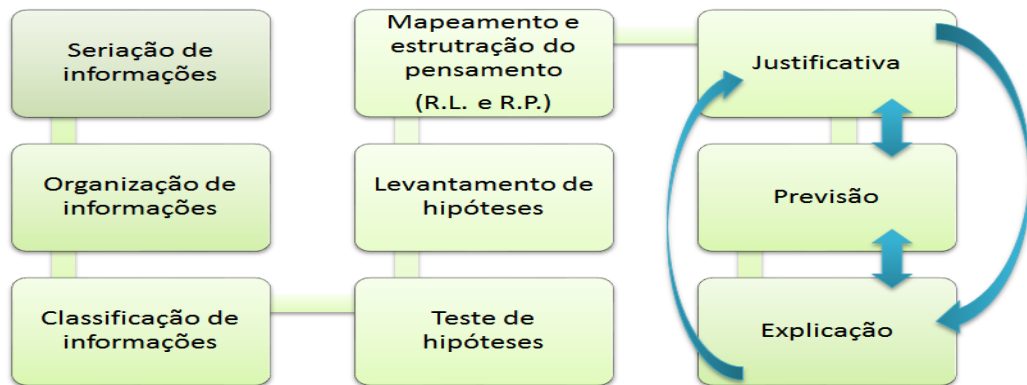 Seriação de
informações
Organização de
informações
Classificação de
informações
Mapeamento e
estrutração do
pensamento
(R.L. e R.P.)
Levantamento de
hipóteses
Teste de
hipóteses
Justificativa
Previsão
Explicação